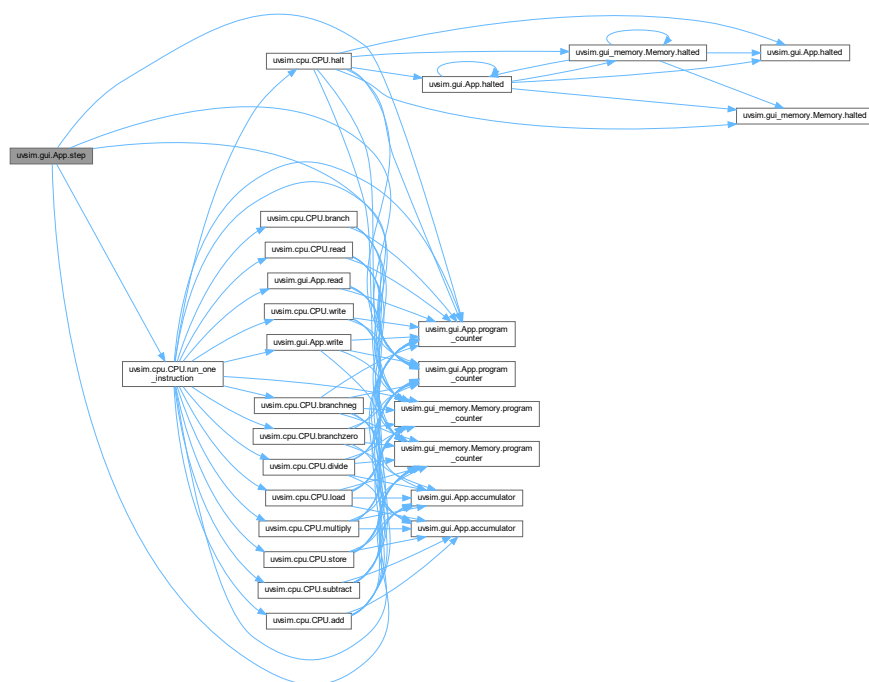 uvsim.gui.App.step
uvsim.cpu.CPU.run_one
_instruction
uvsim.cpu.CPU.halt
uvsim.cpu.CPU.branch
uvsim.cpu.CPU.read
uvsim.gui.App.read
uvsim.cpu.CPU.write
uvsim.gui.App.write
uvsim.cpu.CPU.branchneg
uvsim.cpu.CPU.branchzero
uvsim.cpu.CPU.divide
uvsim.cpu.CPU.load
uvsim.cpu.CPU.multiply
uvsim.cpu.CPU.store
uvsim.cpu.CPU.subtract
uvsim.cpu.CPU.add
uvsim.gui.App.halted
uvsim.gui.App.program
_counter
uvsim.gui.App.program
_counter
uvsim.gui_memory.Memory.program
_counter
uvsim.gui_memory.Memory.program
_counter
uvsim.gui.App.accumulator
uvsim.gui.App.accumulator
uvsim.gui_memory.Memory.halted
uvsim.gui.App.halted
uvsim.gui_memory.Memory.halted